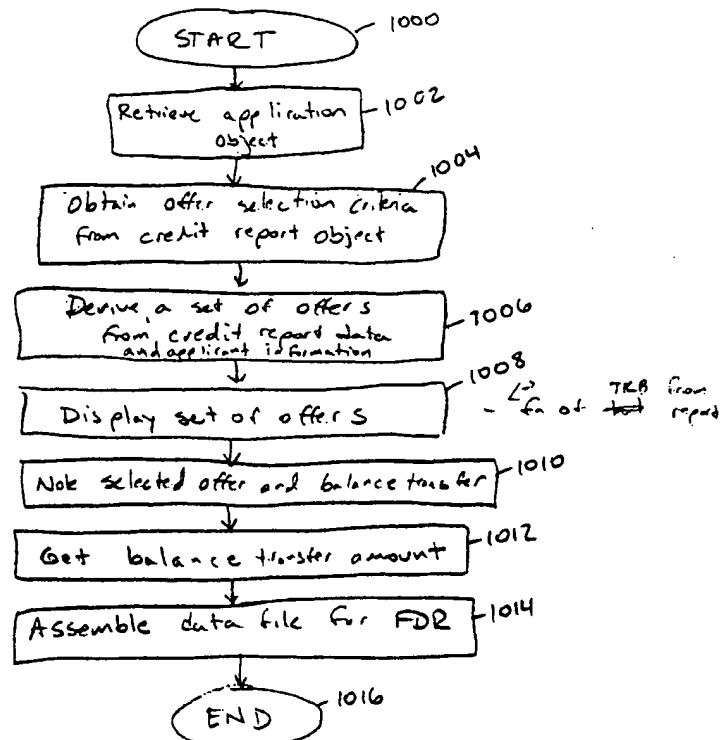 START
1000
Retrieve application
object
1002
Obtain offer selection criteria
from credit report object
1004
Derive a set of offers
from credit report data
and applicant information
1006
Display set of offers
1008
fn of TRB from
report
Note selected offer and balance transfer
1010
Get balance transfer amount
1012
Assemble data file for FDR
1014
END
1016